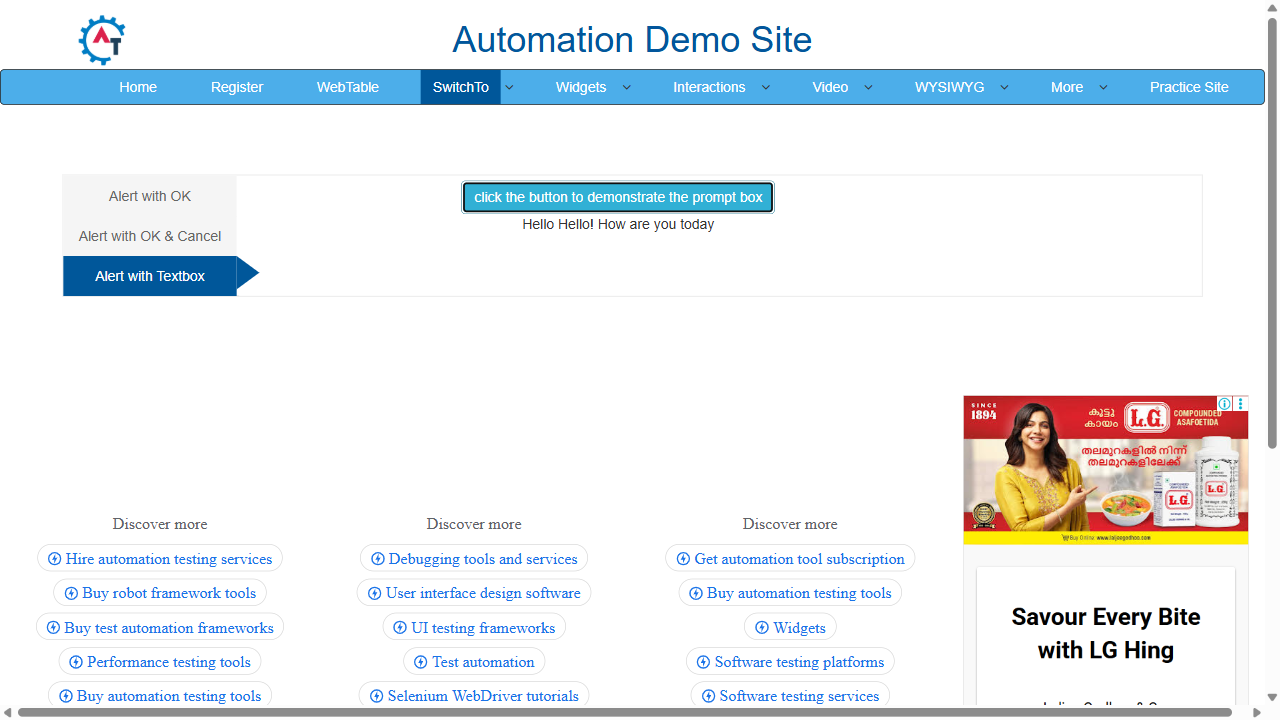 AT
Automation Demo Site
Home Register WebTable SwitchTo Widgets Interactions Video WYSIWYG More Practice Site
Alert with OK
Alert with OK & Cancel
Alert with Textbox
click the button to demonstrate the prompt box
Hello Hello! How are you today
SINCE
1894
കൂട്ടു
കായം
L.G.
COMPOUNDED
ASAFOETIDA
തലമുറകളിൽ നിന്ന്
തലമുറകളിലേക്ക്
L.G.
L.G.
Buy Online: www.laljeegodhoo.com
Savour Every Bite
with LG Hing
Discover more
Hire automation testing services
Buy robot framework tools
Buy test automation frameworks
Performance testing tools
Buy automation testing tools
Discover more
Debugging tools and services
User interface design software
UI testing frameworks
Test automation
Selenium WebDriver tutorials
Discover more
Get automation tool subscription
Buy automation testing tools
Widgets
Software testing platforms
Software testing services